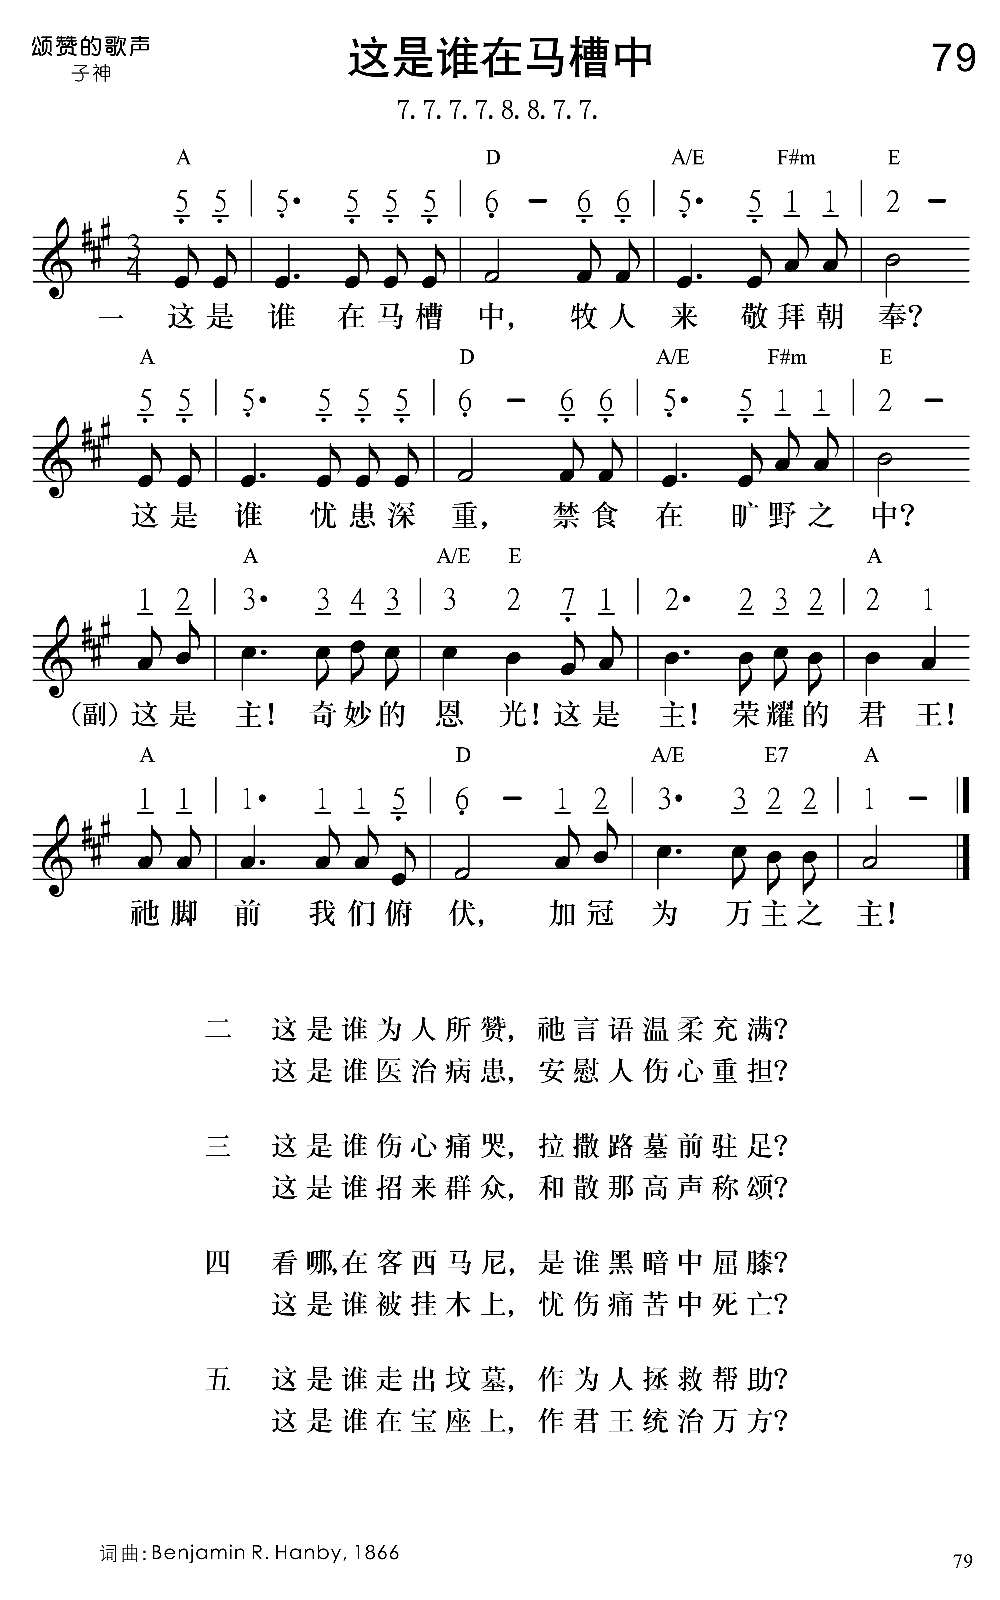 颂赞的歌声
子神
这是谁在马槽中
79
7.7.7.7.8.8.7.7.
A D A/E F#m E
5 5 | 5· 5 5 5 | 6 – 6 6 | 5· 5 1 1 | 2 –
3
4
一 这是谁在马槽中，牧人来敬拜朝奉？
A D A/E F#m E
5 5 | 5· 5 5 5 | 6 – 6 6 | 5· 5 1 1 | 2 –
这是谁忧患深重，禁食在旷野之中？
A A/E E A
1 2 | 3· 3 4 3 | 3 2 7 1 | 2· 2 3 2 | 2 1
（副）这是主！奇妙的恩光！这是主！荣耀的君王！
A D A/E E7 A
1 1 | 1· 1 1 5 | 6 – 1 2 | 3· 3 2 2 | 1 –
祂脚前我们俯伏，加冠为万主之主！
二 这是谁为人所赞，祂言语温柔充满？
这是谁医治病患，安慰人伤心重担？
三 这是谁伤心痛哭，拉撒路墓前驻足？
这是谁招来群众，和散那高声称颂？
四 看哪，在客西马尼，是谁黑暗中屈膝？
这是谁被挂木上，忧伤痛苦中死亡？
五 这是谁走出坟墓，作为人拯救帮助？
这是谁在宝座上，作君王统治万方？
词曲：Benjamin R. Hanby, 1866
79